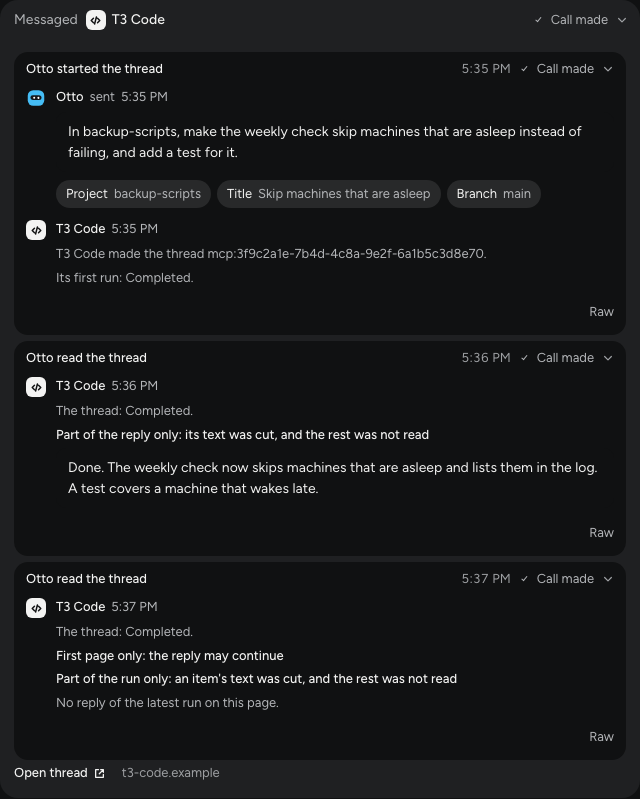 Messaged T3 Code Call made
Otto started the thread 5:35 PM Call made
Otto sent 5:35 PM
In backup-scripts, make the weekly check skip machines that are asleep instead of
failing, and add a test for it.
Project backup-scripts Title Skip machines that are asleep Branch main
T3 Code 5:35 PM
T3 Code made the thread mcp:3f9c2a1e-7b4d-4c8a-9e2f-6a1b5c3d8e70.
Its first run: Completed.
Raw
Otto read the thread 5:36 PM Call made
T3 Code 5:36 PM
The thread: Completed.
Part of the reply only: its text was cut, and the rest was not read
Done. The weekly check now skips machines that are asleep and lists them in the log.
A test covers a machine that wakes late.
Raw
Otto read the thread 5:37 PM Call made
T3 Code 5:37 PM
The thread: Completed.
First page only: the reply may continue
Part of the run only: an item's text was cut, and the rest was not read
No reply of the latest run on this page.
Raw
Open thread t3-code.example